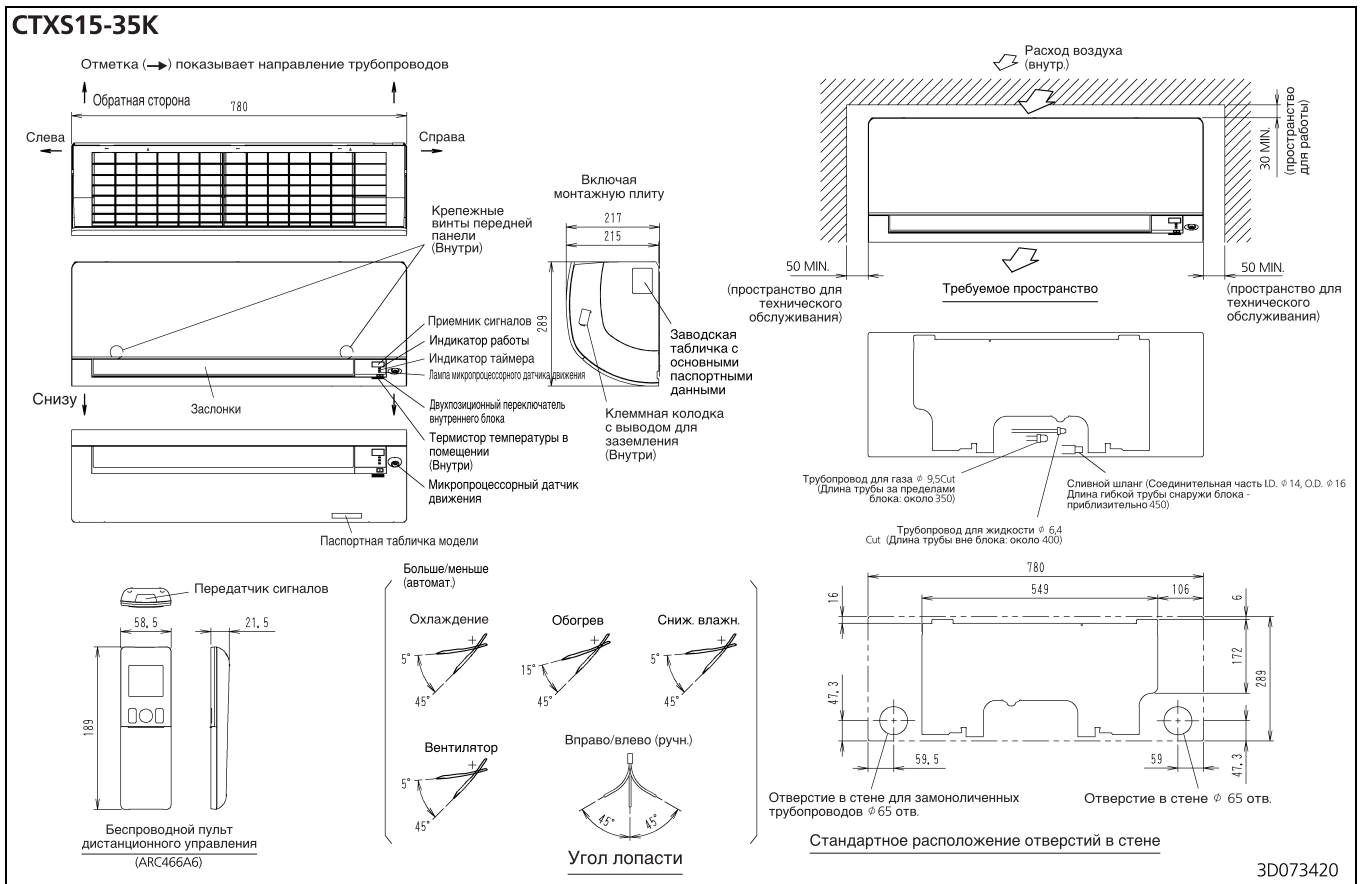 CTXS15-35K
Отметка (→) показывает направление трубопроводов
Обратная сторона
780
Слева
Справа
Крепежные
винты передней
панели
(Внутри)
Включая
монтажную плиту
217
215
289
Приемник сигналов
Индикатор работы
Индикатор таймера
Лампа микропроцессорного датчика движения
Снизу
Заслонки
Двухпозиционный переключатель
внутреннего блока
Термистор температуры в
помещении
(Внутри)
Микропроцессорный датчик
движения
Паспортная табличка модели
Заводская
табличка с
основными
паспортными
данными
Клеммная колодка
с выводом для
заземления
(Внутри)
Расход воздуха
(внутр.)
30 MIN.
(пространство
для работы)
50 MIN.
(пространство для
технического
обслуживания)
Требуемое пространство
50 MIN.
(пространство для
технического
обслуживания)
Трубопровод для газа ϕ 9,5Cut
(Длина трубы за пределами
блока: около 350)
Сливной шланг (Соединительная часть I.D. ϕ 14, O.D. ϕ 16
Длина гибкой трубы снаружи блока -
приблизительно 450)
Трубопровод для жидкости ϕ 6,4
Cut (Длина трубы вне блока: около 400)
Передатчик сигналов
58,5
21,5
189
Беспроводной пульт
дистанционного управления
(ARC466A6)
Больше/меньше
(автомат.)
Охлаждение
5°
45°
Обогрев
15°
45°
Сниж. влажн.
5°
45°
Вентилятор
5°
45°
Вправо/влево (ручн.)
45°
45°
Угол лопасти
780
549
106
16
6
172
289
47.3
47.3
59.5
59
Отверстие в стене для замоноличенных
трубопроводов ϕ 65 отв.
Отверстие в стене ϕ 65 отв.
Стандартное расположение отверстий в стене
3D073420